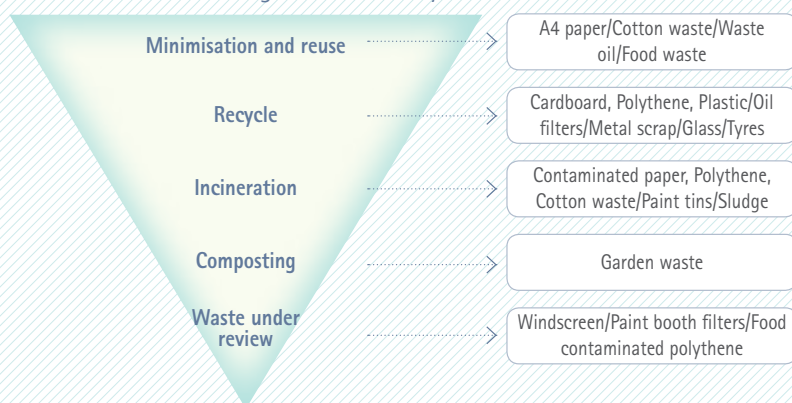 Minimisation and reuse
A4 paper/Cotton waste/Waste
oil/Food waste
Recycle
Cardboard, Polythene, Plastic/Oil
filters/Metal scrap/Glass/Tyres
Incineration
Contaminated paper, Polythene,
Cotton waste/Paint tins/Sludge
Composting
Garden waste
Waste under
review
Windscreen/Paint booth filters/Food
contaminated polythene